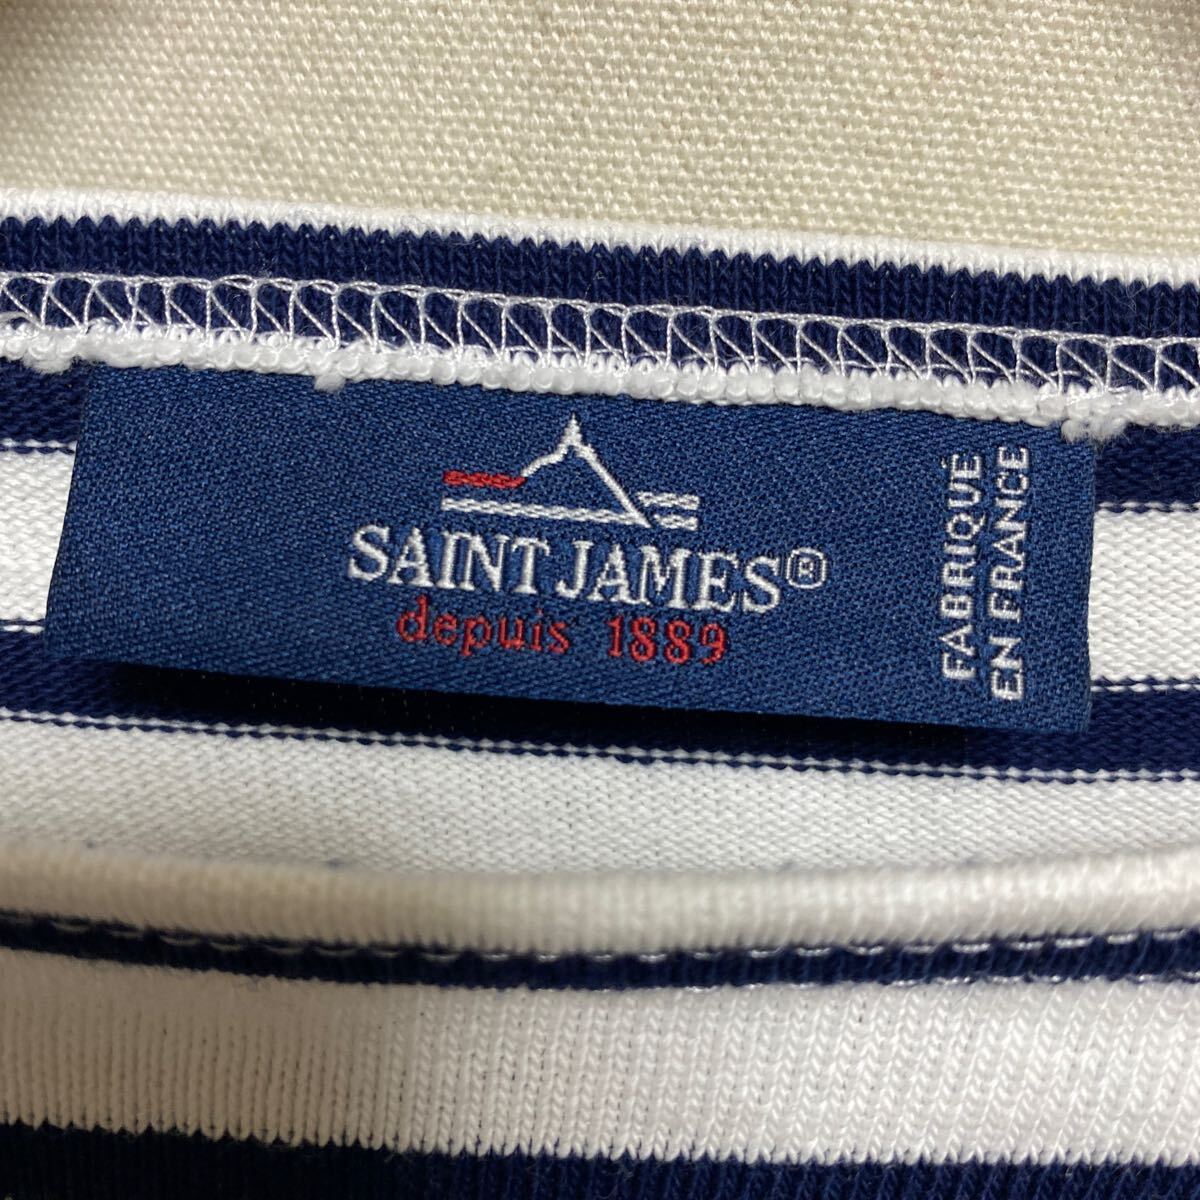 SAINT JAMES®
depuis 1889
FABRIQUÉ
EN FRANCE